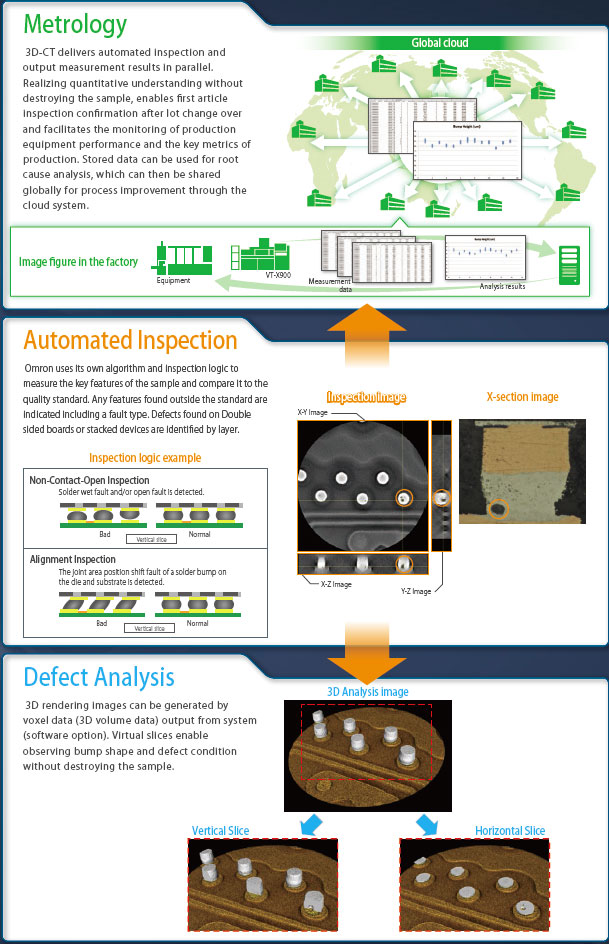 Metrology
3D-CT delivers automated inspection and
output measurement results in parallel.
Realizing quantitative understanding without
destroying the sample, enables first article
inspection confirmation after lot change over
and facilitates the monitoring of production
equipment performance and the key metrics of
production. Stored data can be used for root
cause analysis, which can then be shared
globally for process improvement through the
cloud system.
Global cloud
Bump Height (um)
Image figure in the factory
Equipment
VT-X900
Measurement
data
Analysis results
Automated Inspection
Omron uses its own algorithm and inspection logic to
measure the key features of the sample and compare it to the
quality standard. Any features found outside the standard are
indicated including a fault type. Defects found on Double
sided boards or stacked devices are identified by layer.
Inspection logic example
Non-Contact-Open Inspection
Solder wet fault and/or open fault is detected.
Bad
Vertical slice
Normal
Alignment Inspection
The joint area position shift fault of a solder bump on
the die and substrate is detected.
Bad
Vertical slice
Normal
Inspection image
X-Y Image
X-Z Image
Y-Z Image
X-section image
Defect Analysis
3D rendering images can be generated by
voxel data (3D volume data) output from system
(software option). Virtual slices enable
observing bump shape and defect condition
without destroying the sample.
3D Analysis image
Vertical Slice
Horizontal Slice